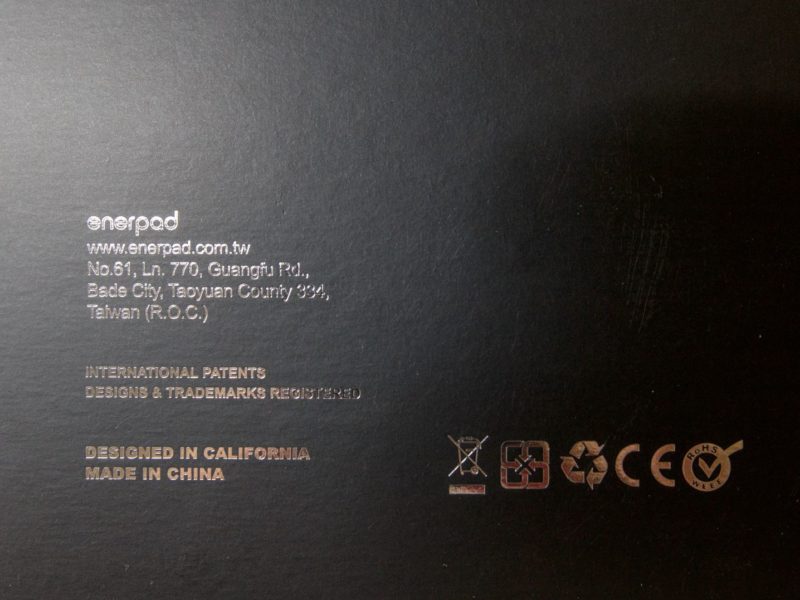 enerpad
www.enerpad.com.tw
No.61, Ln. 770, Guangfu Rd.,
Bade City, Taoyuan County 334,
Taiwan (R.O.C.)
INTERNATIONAL PATENTS
DESIGNS & TRADEMARKS REGISTERED
DESIGNED IN CALIFORNIA
MADE IN CHINA
CE
RoHS
WEEE